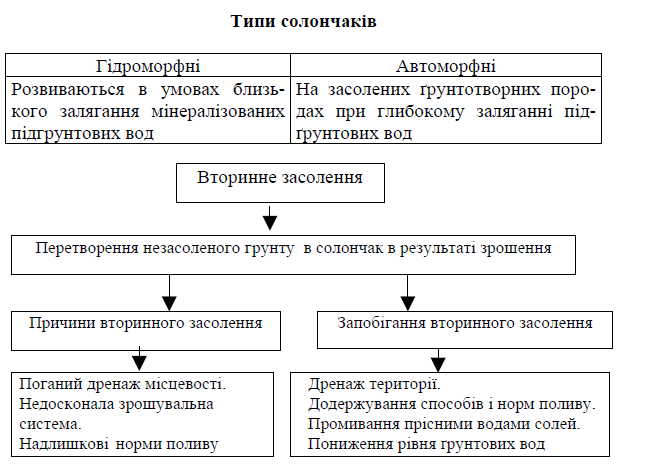 Типи солончаків
Гідроморфні
Автоморфні
Розвиваються в умовах близь-
кого залягання мінералізованих
підгрунтових вод
На засолених ґрунтотворних поро-
дах при глибокому заляганні під-
ґрунтових вод
Вторинне засолення
Перетворення незасоленого грунту в солончак в результаті зрошення
Причини вторинного засолення
Запобігання вторинного засолення
Поганий дренаж місцевості.
Недосконала зрошувальна
система.
Надлишкові норми поливу
Дренаж території.
Додержування способів і норм поливу.
Промивання прісними водами солей.
Пониження рівня ґрунтових вод